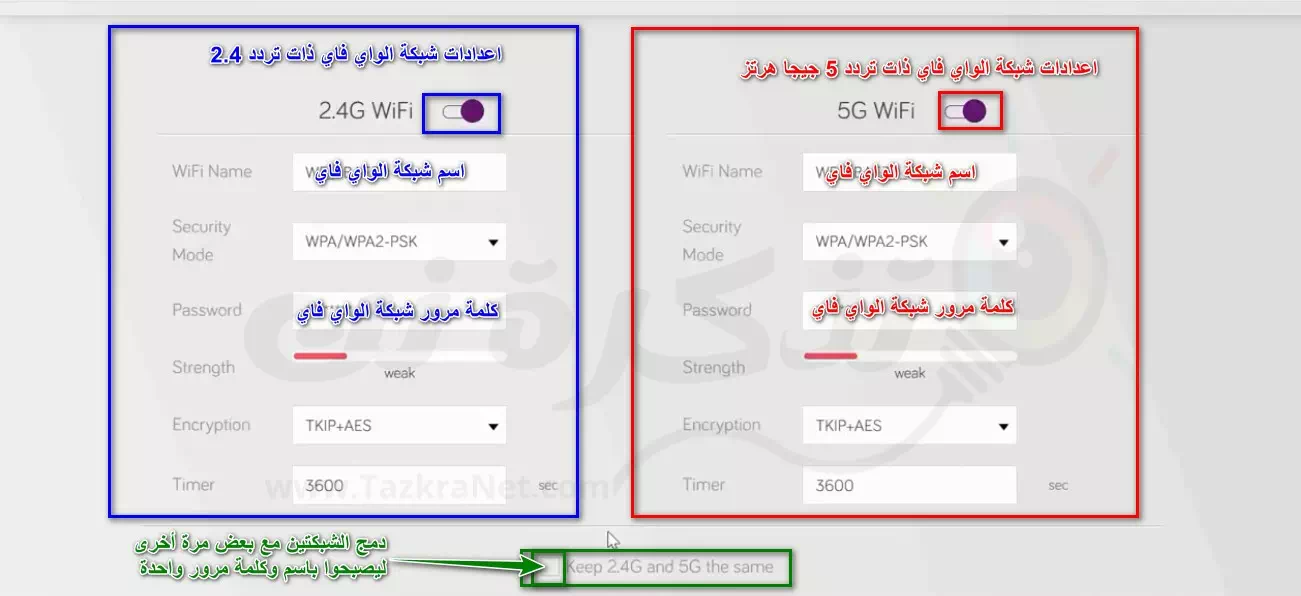 اعدادات شبكة الواي فاي ذات تردد 2.4
2.4G WiFi
WiFi Name
اسم شبكة الواي فاي
Security
Mode
WPA/WPA2-PSK
Password
كلمة مرور شبكة الواي فاي
Strength
weak
Encryption
TKIP+AES
Timer
3600
sec
اعدادات شبكة الواي فاي ذات تردد 5 جيجا هرتز
5G WiFi
WiFi Name
اسم شبكة الواي فاي
Security
Mode
WPA/WPA2-PSK
Password
كلمة مرور شبكة الواي فاي
Strength
weak
Encryption
TKIP+AES
Timer
3600
sec
تذكرة نت
www.TazkraNet.com
دمج الشبكتين مع بعض مرة أخرى
ليصبحوا باسم وكلمة مرور واحدة
Keep 2.4G and 5G the same